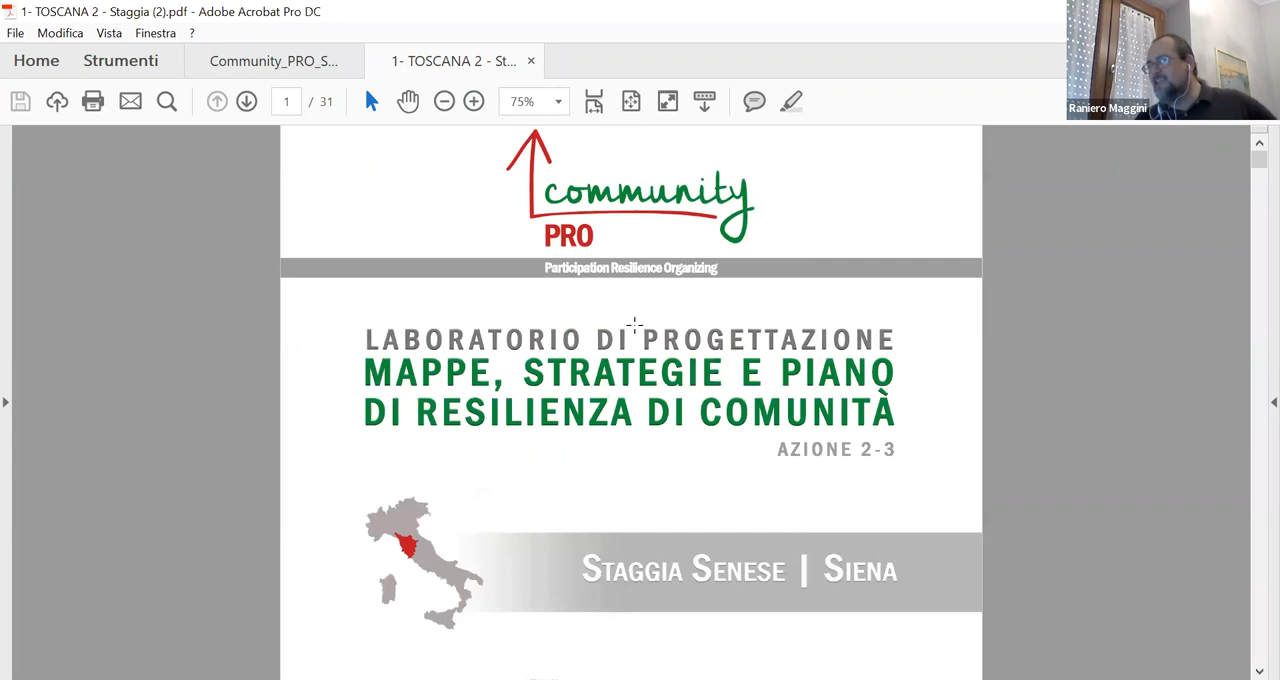 1- TOSCANA 2 - Staggia (2).pdf - Adobe Acrobat Pro DC
File Modifica Vista Finestra ?
Home Strumenti Community_PRO_S... 1- TOSCANA 2 - St... ×
1 / 31 75%
Raniero Maggini
community
PRO
Participation Resilience Organizing
LABORATORIO DI PROGETTAZIONE
MAPPE, STRATEGIE E PIANO
DI RESILIENZA DI COMUNITÀ
AZIONE 2-3
STAGGIA SENESE | SIENA